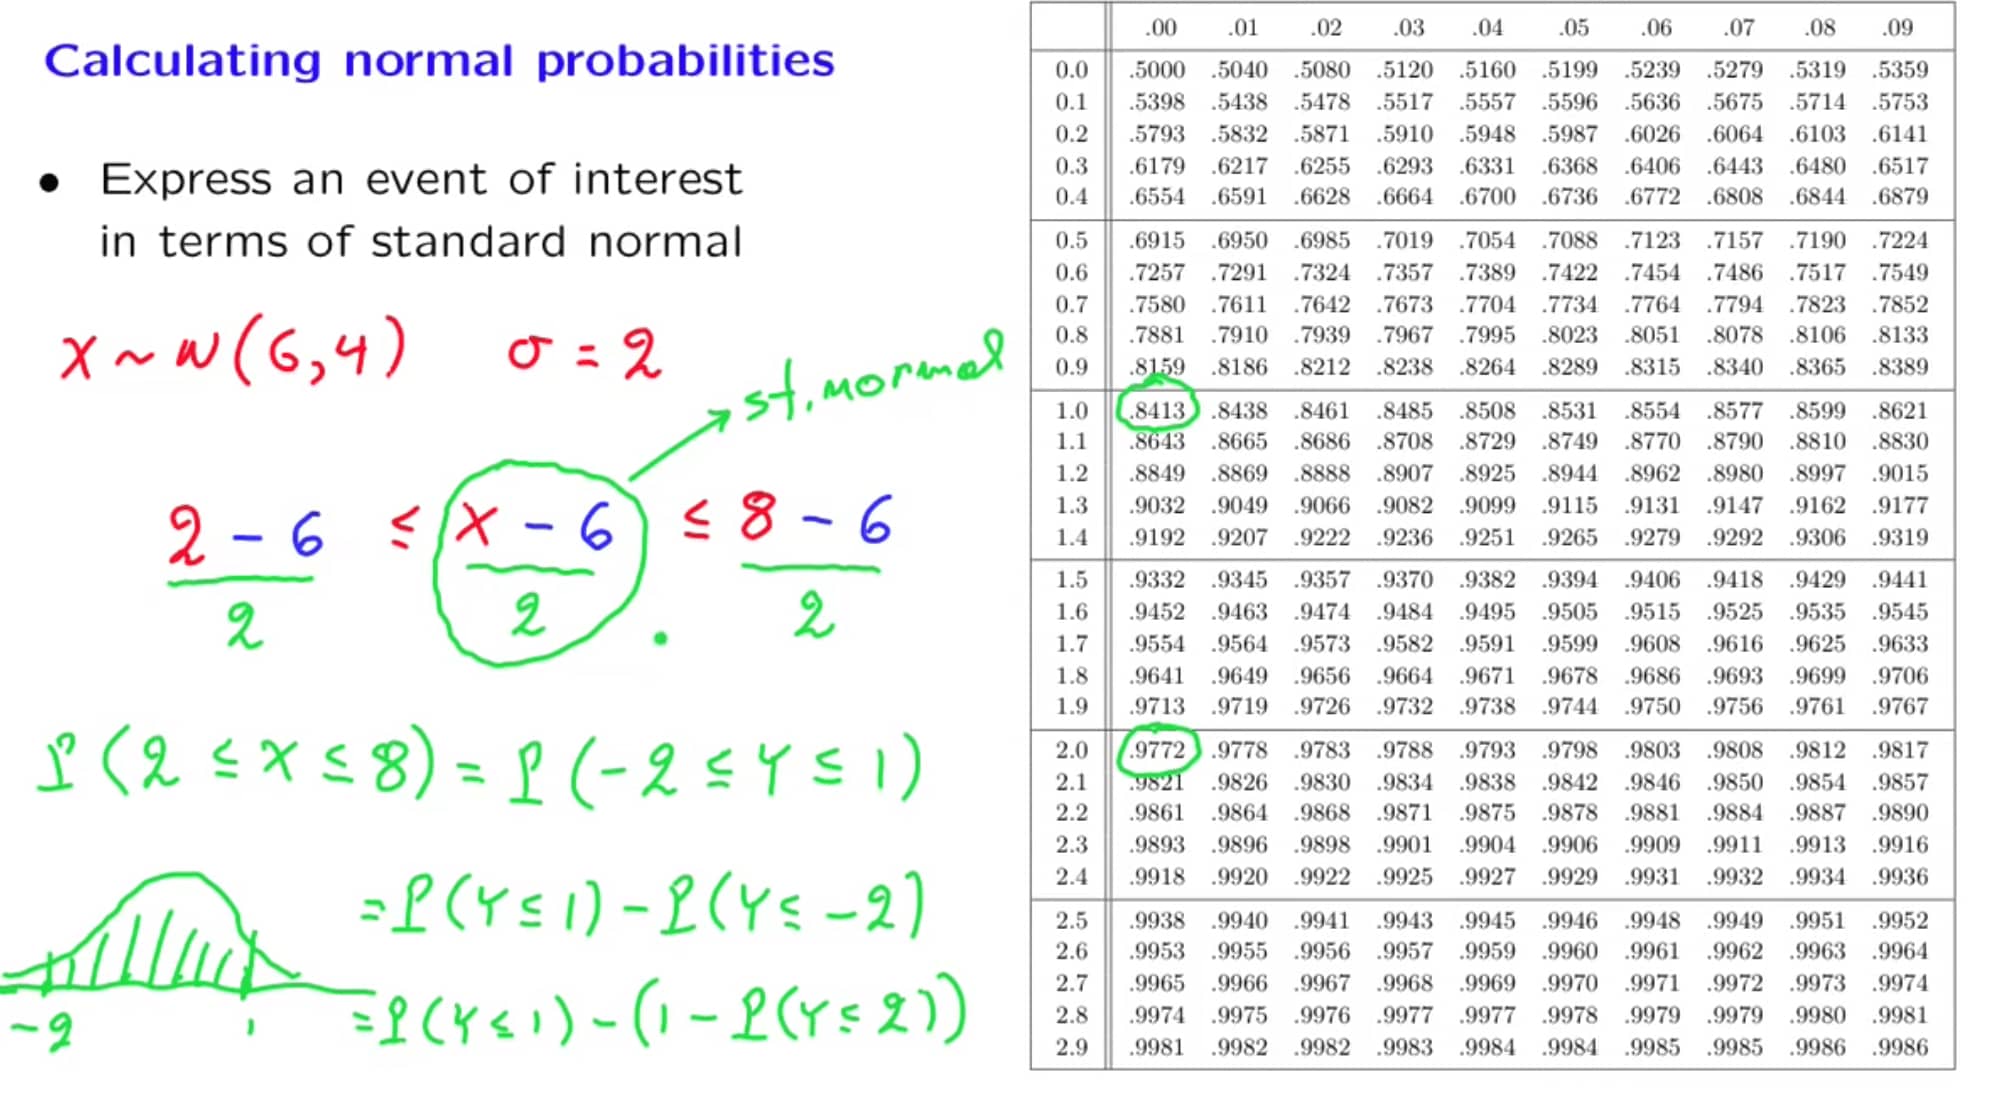 Calculating normal probabilities
• Express an event of interest
in terms of standard normal
X ~ N(6,4) σ = 2
st. normal
2 - 6 ≤ X - 6 ≤ 8 - 6
2 2 2
P(2 ≤ X ≤ 8) = P(-2 ≤ Y ≤ 1)
= P(Y ≤ 1) - P(Y ≤ -2)
= P(Y ≤ 1) - (1 - P(Y ≤ 2))
-2 1
.00 .01 .02 .03 .04 .05 .06 .07 .08 .09
0.0 .5000 .5040 .5080 .5120 .5160 .5199 .5239 .5279 .5319 .5359
0.1 .5398 .5438 .5478 .5517 .5557 .5596 .5636 .5675 .5714 .5753
0.2 .5793 .5832 .5871 .5910 .5948 .5987 .6026 .6064 .6103 .6141
0.3 .6179 .6217 .6255 .6293 .6331 .6368 .6406 .6443 .6480 .6517
0.4 .6554 .6591 .6628 .6664 .6700 .6736 .6772 .6808 .6844 .6879
0.5 .6915 .6950 .6985 .7019 .7054 .7088 .7123 .7157 .7190 .7224
0.6 .7257 .7291 .7324 .7357 .7389 .7422 .7454 .7486 .7517 .7549
0.7 .7580 .7611 .7642 .7673 .7704 .7734 .7764 .7794 .7823 .7852
0.8 .7881 .7910 .7939 .7967 .7995 .8023 .8051 .8078 .8106 .8133
0.9 .8159 .8186 .8212 .8238 .8264 .8289 .8315 .8340 .8365 .8389
1.0 .8413 .8438 .8461 .8485 .8508 .8531 .8554 .8577 .8599 .8621
1.1 .8643 .8665 .8686 .8708 .8729 .8749 .8770 .8790 .8810 .8830
1.2 .8849 .8869 .8888 .8907 .8925 .8944 .8962 .8980 .8997 .9015
1.3 .9032 .9049 .9066 .9082 .9099 .9115 .9131 .9147 .9162 .9177
1.4 .9192 .9207 .9222 .9236 .9251 .9265 .9279 .9292 .9306 .9319
1.5 .9332 .9345 .9357 .9370 .9382 .9394 .9406 .9418 .9429 .9441
1.6 .9452 .9463 .9474 .9484 .9495 .9505 .9515 .9525 .9535 .9545
1.7 .9554 .9564 .9573 .9582 .9591 .9599 .9608 .9616 .9625 .9633
1.8 .9641 .9649 .9656 .9664 .9671 .9678 .9686 .9693 .9699 .9706
1.9 .9713 .9719 .9726 .9732 .9738 .9744 .9750 .9756 .9761 .9767
2.0 .9772 .9778 .9783 .9788 .9793 .9798 .9803 .9808 .9812 .9817
2.1 .9821 .9826 .9830 .9834 .9838 .9842 .9846 .9850 .9854 .9857
2.2 .9861 .9864 .9868 .9871 .9875 .9878 .9881 .9884 .9887 .9890
2.3 .9893 .9896 .9898 .9901 .9904 .9906 .9909 .9911 .9913 .9916
2.4 .9918 .9920 .9922 .9925 .9927 .9929 .9931 .9932 .9934 .9936
2.5 .9938 .9940 .9941 .9943 .9945 .9946 .9948 .9949 .9951 .9952
2.6 .9953 .9955 .9956 .9957 .9959 .9960 .9961 .9962 .9963 .9964
2.7 .9965 .9966 .9967 .9968 .9969 .9970 .9971 .9972 .9973 .9974
2.8 .9974 .9975 .9976 .9977 .9977 .9978 .9979 .9979 .9980 .9981
2.9 .9981 .9982 .9982 .9983 .9984 .9984 .9985 .9985 .9986 .9986